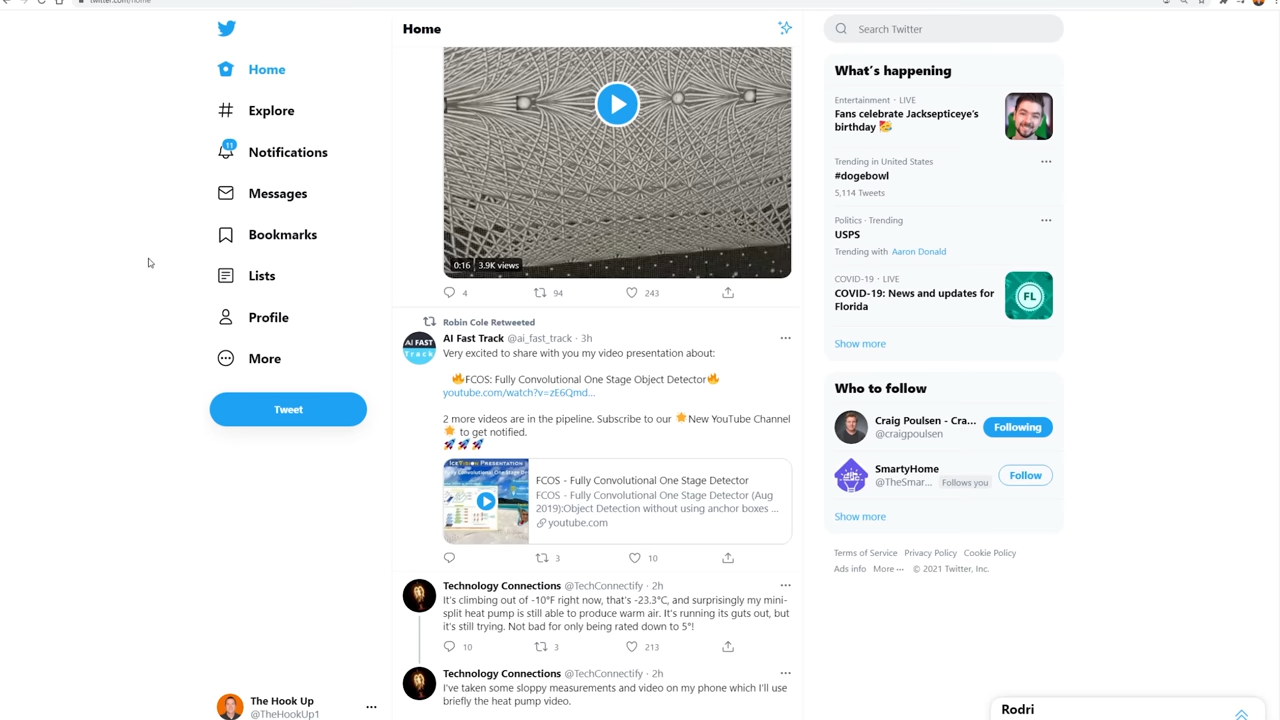 twitter.com/home
Home
Search Twitter
Home
Explore
11
Notifications
Messages
Bookmarks
Lists
Profile
More
Tweet
The Hook Up
@TheHookUp1
0:16 3.9K views
4 94 243
Robin Cole Retweeted
AI FAST Track
AI Fast Track @ai_fast_track · 3h
Very excited to share with you my video presentation about:
🔥FCOS: Fully Convolutional One Stage Object Detector🔥
youtube.com/watch?v=zE6Qmd...
2 more videos are in the pipeline. Subscribe to our 🌟New YouTube Channel
🌟 to get notified.
🚀🚀🚀
FCOS - Fully Convolutional One Stage Detector
FCOS - Fully Convolutional One Stage Detector (Aug
2019):Object Detection without using anchor boxes ...
youtube.com
3 10
Technology Connections @TechConnectify · 2h
It's climbing out of -10°F right now, that's -23.3°C, and surprisingly my mini-
split heat pump is still able to produce warm air. It's running its guts out, but
it's still trying. Not bad for only being rated down to 5°!
10 3 213
Technology Connections @TechConnectify · 2h
I've taken some sloppy measurements and video on my phone which I'll use
briefly the heat pump video.
What's happening
Entertainment · LIVE
Fans celebrate Jacksepticeye's
birthday 🥳
Trending in United States
#dogebowl
5,114 Tweets
Politics · Trending
USPS
Trending with Aaron Donald
COVID-19 · LIVE
COVID-19: News and updates for
Florida
FL
Show more
Who to follow
Craig Poulsen - Cra...
@craigpoulsen
Following
SmartyHome
@TheSmar... Follows you
Follow
Show more
Terms of Service Privacy Policy Cookie Policy
Ads info More ··· © 2021 Twitter, Inc.
Rodri